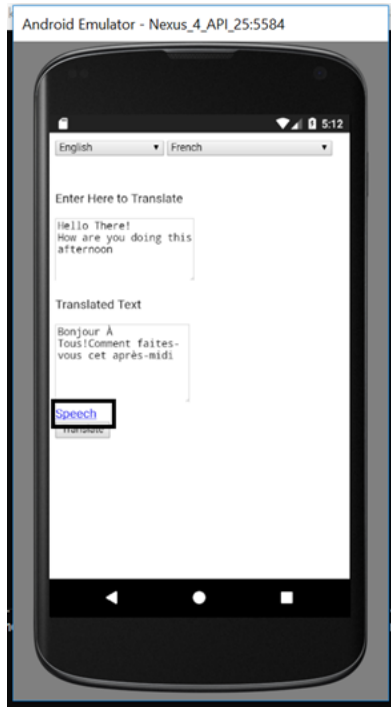 Android Emulator - Nexus_4_API_25:5584
5:12
English French
Enter Here to Translate
Hello There!
How are you doing this
afternoon
Translated Text
Bonjour À
Tous!Comment faites-
vous cet après-midi
Speech
Translate